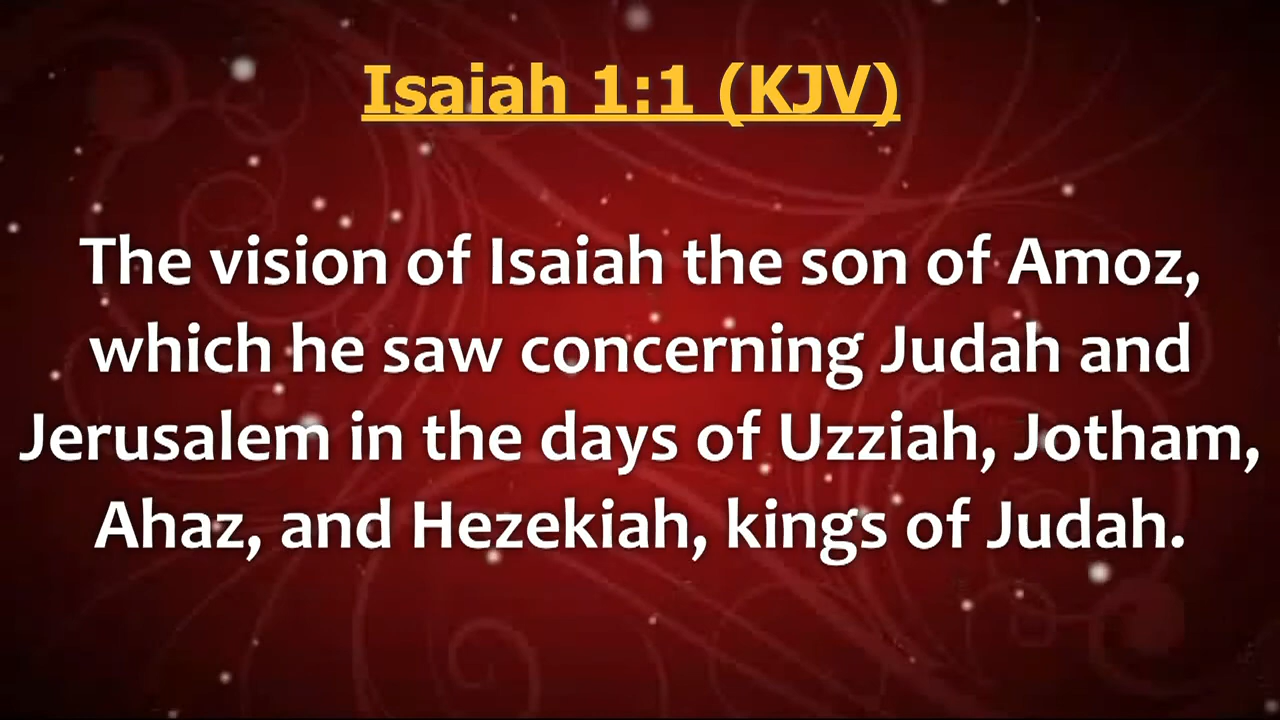 Isaiah 1:1 (KJV)
The vision of Isaiah the son of Amoz,
which he saw concerning Judah and
Jerusalem in the days of Uzziah, Jotham,
Ahaz, and Hezekiah, kings of Judah.